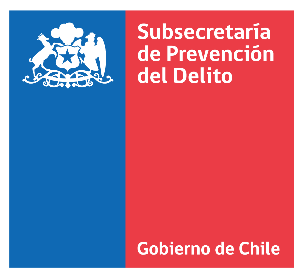 Subsecretaría
de Prevención
del Delito
Gobierno de Chile